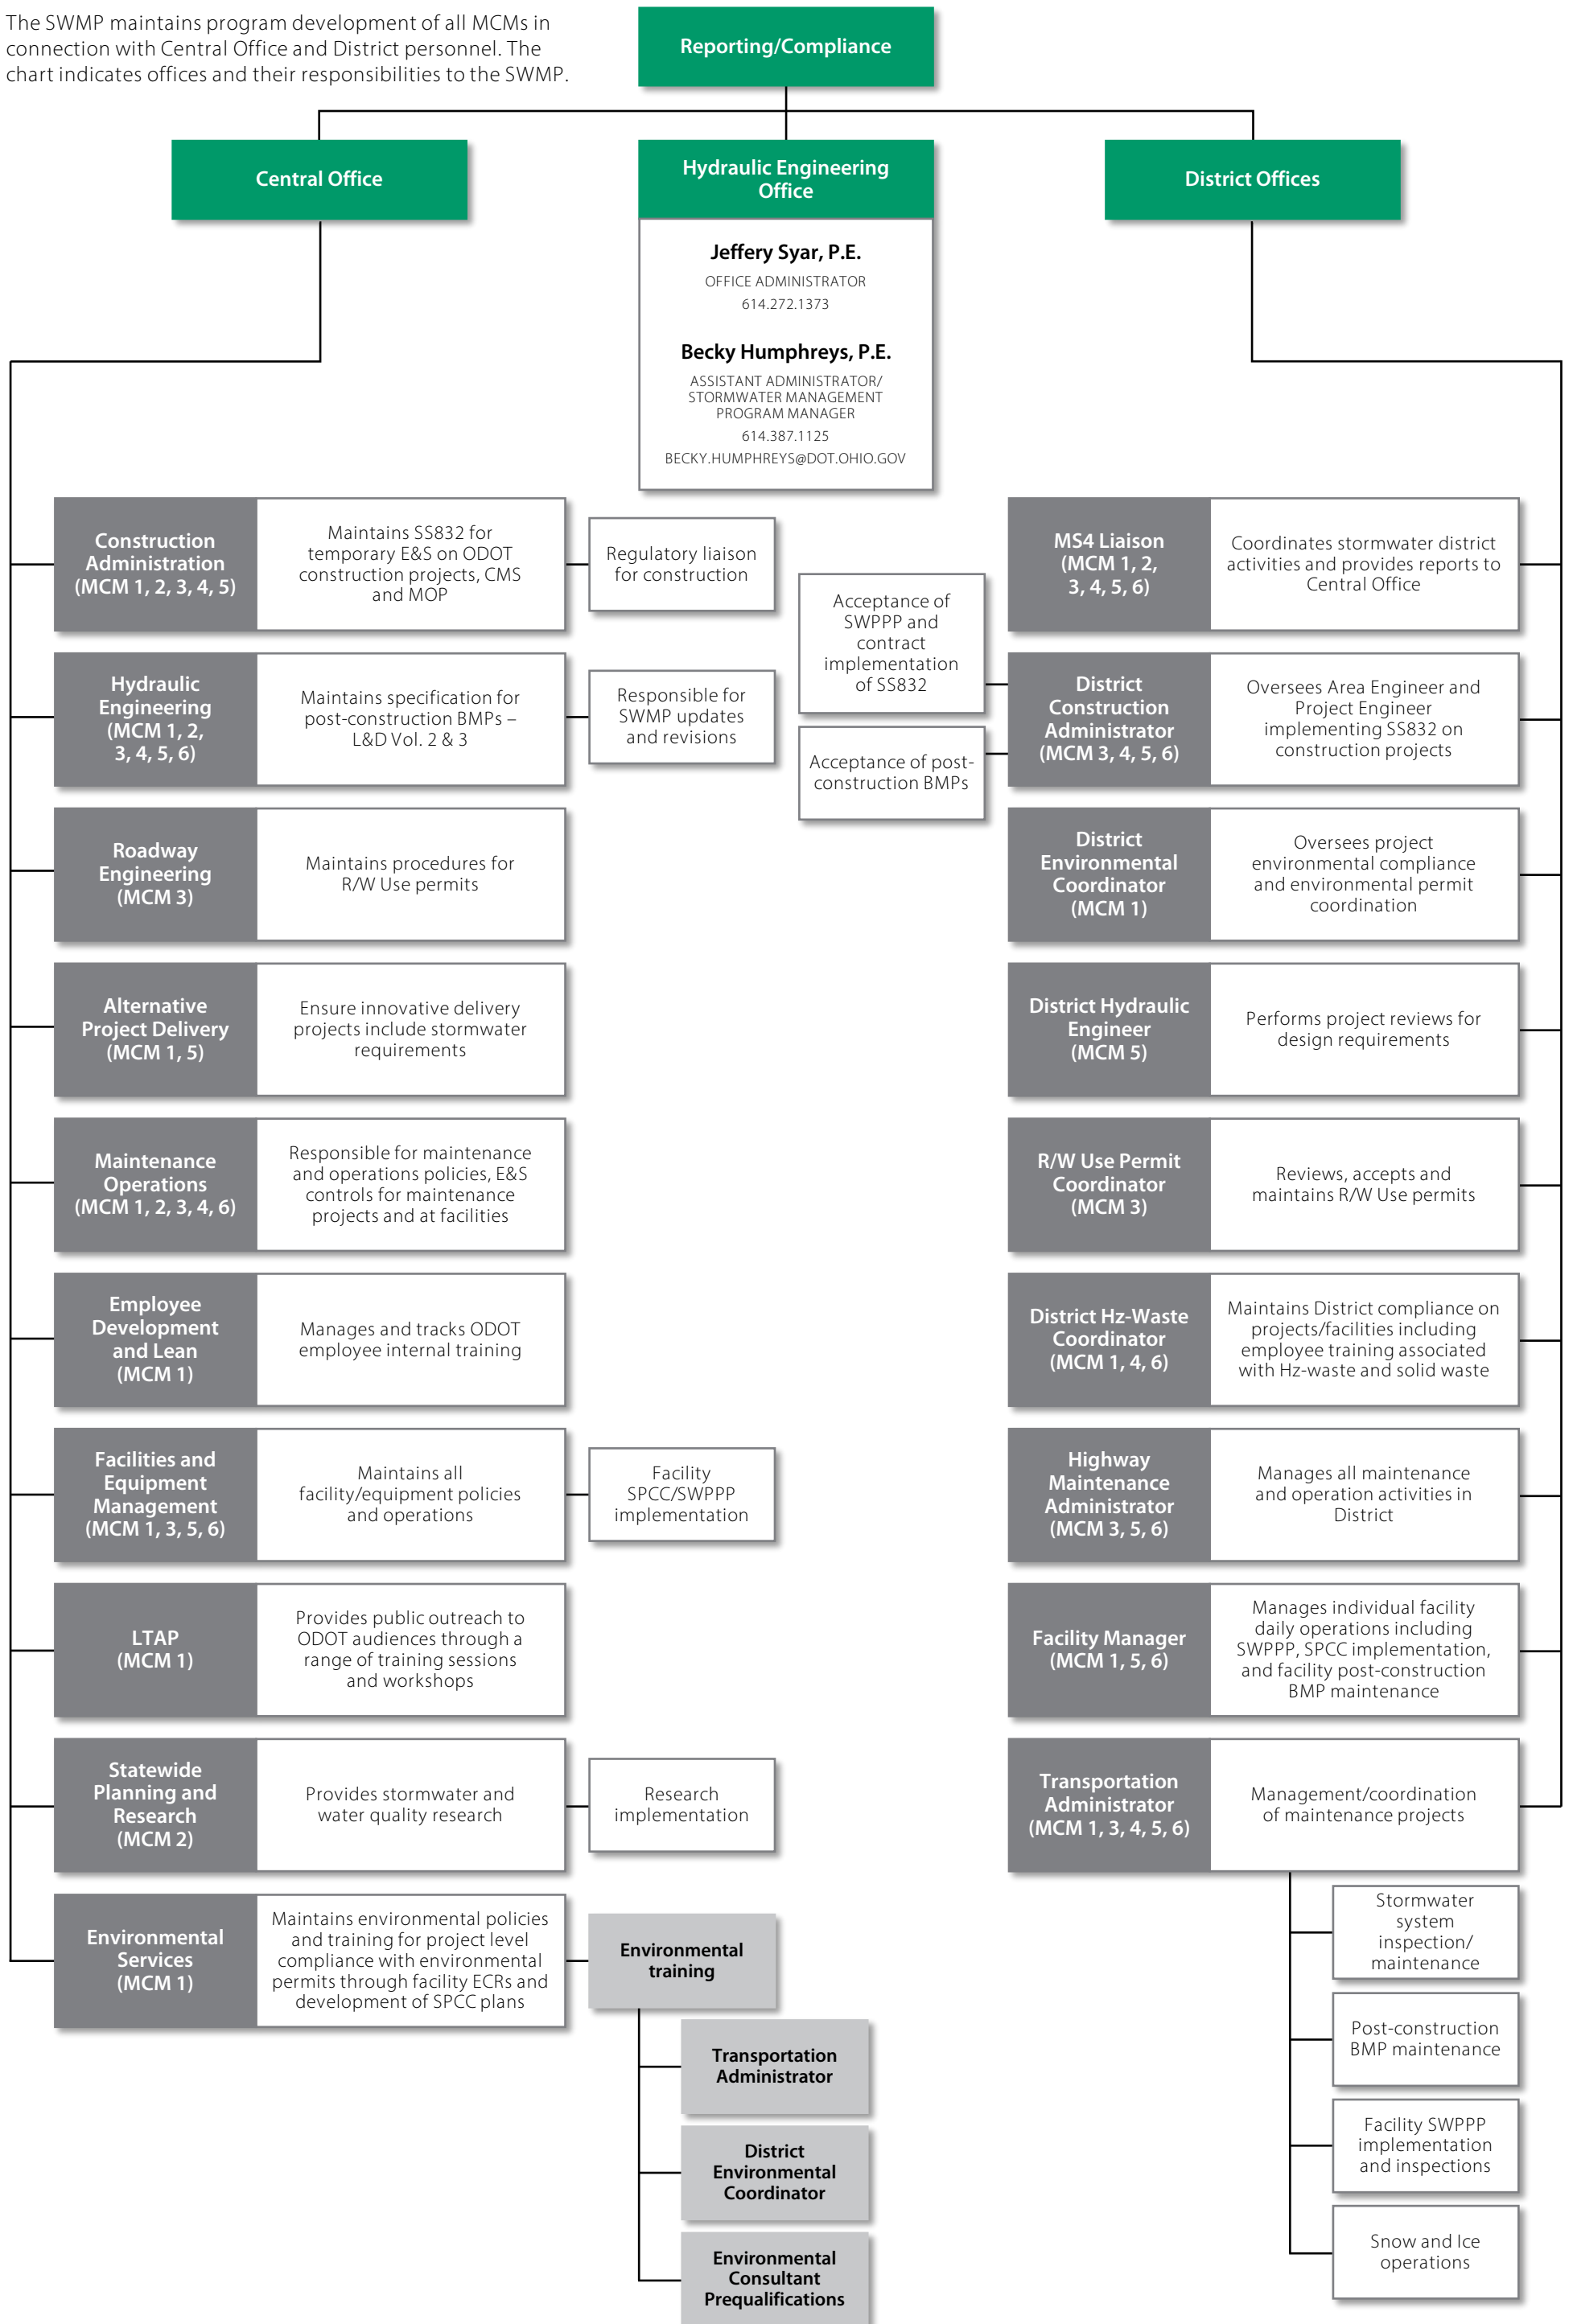 The SWMP maintains program development of all MCMs in
connection with Central Office and District personnel. The
chart indicates offices and their responsibilities to the SWMP.
Reporting/Compliance
Central Office
Hydraulic Engineering
Office
Jeffery Syar, P.E.
OFFICE ADMINISTRATOR
614.272.1373
Becky Humphreys, P.E.
ASSISTANT ADMINISTRATOR/
STORMWATER MANAGEMENT
PROGRAM MANAGER
614.387.1125
BECKY.HUMPHREYS@DOT.OHIO.GOV
District Offices
Construction
Administration
(MCM 1, 2, 3, 4, 5)
Maintains SS832 for
temporary E&S on ODOT
construction projects, CMS
and MOP
Regulatory liaison
for construction
Hydraulic
Engineering
(MCM 1, 2,
3, 4, 5, 6)
Maintains specification for
post-construction BMPs –
L&D Vol. 2 & 3
Responsible for
SWMP updates
and revisions
Roadway
Engineering
(MCM 3)
Maintains procedures for
R/W Use permits
Alternative
Project Delivery
(MCM 1, 5)
Ensure innovative delivery
projects include stormwater
requirements
Maintenance
Operations
(MCM 1, 2, 3, 4, 6)
Responsible for maintenance
and operations policies, E&S
controls for maintenance
projects and at facilities
Employee
Development
and Lean
(MCM 1)
Manages and tracks ODOT
employee internal training
Facilities and
Equipment
Management
(MCM 1, 3, 5, 6)
Maintains all
facility/equipment policies
and operations
Facility
SPCC/SWPPP
implementation
LTAP
(MCM 1)
Provides public outreach to
ODOT audiences through a
range of training sessions
and workshops
Statewide
Planning and
Research
(MCM 2)
Provides stormwater and
water quality research
Research
implementation
Environmental
Services
(MCM 1)
Maintains environmental policies
and training for project level
compliance with environmental
permits through facility ECRs and
development of SPCC plans
Environmental
training
Transportation
Administrator
District
Environmental
Coordinator
Environmental
Consultant
Prequalifications
MS4 Liaison
(MCM 1, 2,
3, 4, 5, 6)
Coordinates stormwater district
activities and provides reports to
Central Office
Acceptance of
SWPPP and
contract
implementation
of SS832
Acceptance of post-
construction BMPs
District
Construction
Administrator
(MCM 3, 4, 5, 6)
Oversees Area Engineer and
Project Engineer
implementing SS832 on
construction projects
District
Environmental
Coordinator
(MCM 1)
Oversees project
environmental compliance
and environmental permit
coordination
District Hydraulic
Engineer
(MCM 5)
Performs project reviews for
design requirements
R/W Use Permit
Coordinator
(MCM 3)
Reviews, accepts and
maintains R/W Use permits
District Hz-Waste
Coordinator
(MCM 1, 4, 6)
Maintains District compliance on
projects/facilities including
employee training associated
with Hz-waste and solid waste
Highway
Maintenance
Administrator
(MCM 3, 5, 6)
Manages all maintenance
and operation activities in
District
Facility Manager
(MCM 1, 5, 6)
Manages individual facility
daily operations including
SWPPP, SPCC implementation,
and facility post-construction
BMP maintenance
Transportation
Administrator
(MCM 1, 3, 4, 5, 6)
Management/coordination
of maintenance projects
Stormwater
system
inspection/
maintenance
Post-construction
BMP maintenance
Facility SWPPP
implementation
and inspections
Snow and Ice
operations